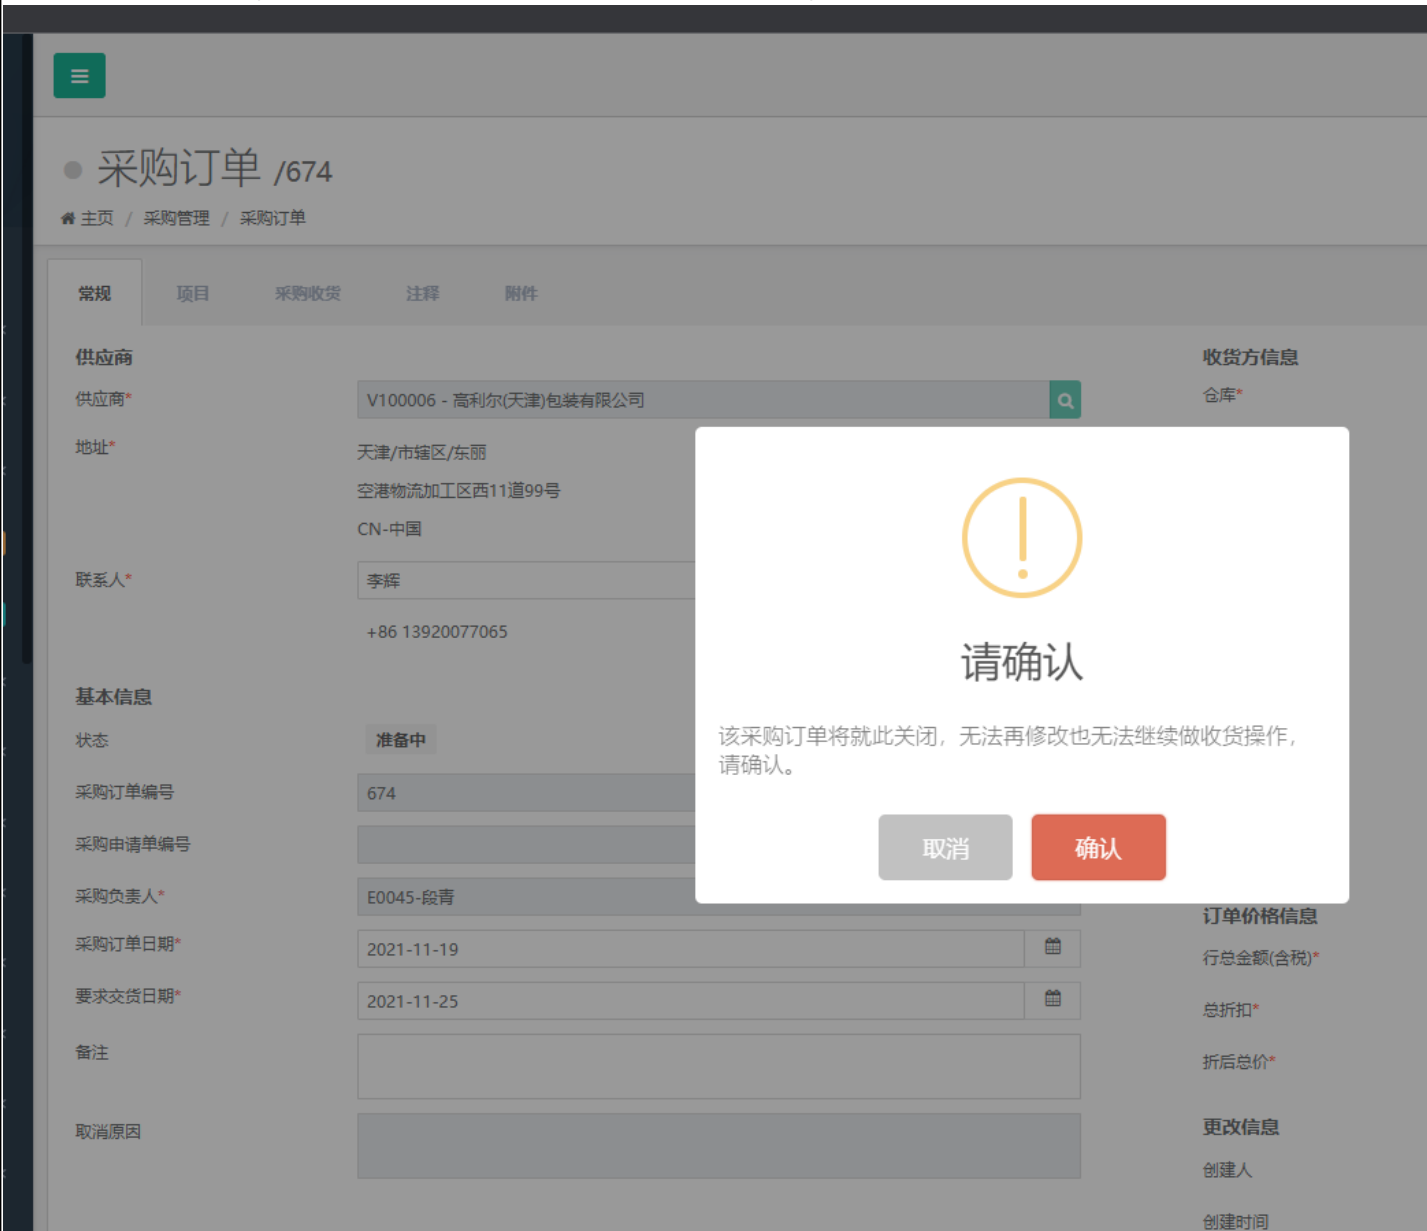 采购订单 /674
主页 / 采购管理 / 采购订单
常规 项目 采购收货 注释 附件
供应商
供应商*
V100006 - 高利尔(天津)包装有限公司
地址*
天津/市辖区/东丽
空港物流加工区西11道99号
CN-中国
联系人*
李辉
+86 13920077065
基本信息
状态
准备中
采购订单编号
674
采购申请单编号
采购负责人*
E0045-段青
采购订单日期*
2021-11-19
要求交货日期*
2021-11-25
备注
取消原因
收货方信息
仓库*
请确认
该采购订单将就此关闭，无法再修改也无法继续做收货操作，
请确认。
取消
确认
订单价格信息
行总金额(含税)*
总折扣*
折后总价*
更改信息
创建人
创建时间